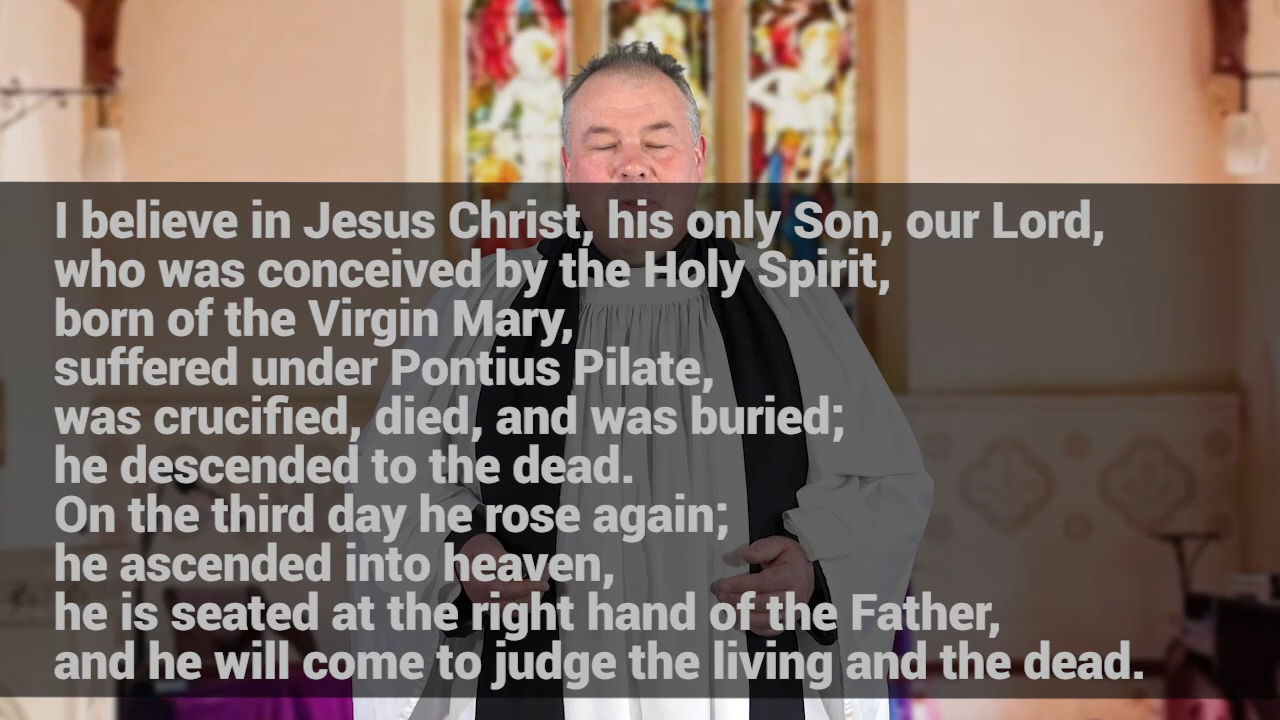 I believe in Jesus Christ, his only Son, our Lord,
who was conceived by the Holy Spirit,
born of the Virgin Mary,
suffered under Pontius Pilate,
was crucified, died, and was buried;
he descended to the dead.
On the third day he rose again;
he ascended into heaven,
he is seated at the right hand of the Father,
and he will come to judge the living and the dead.